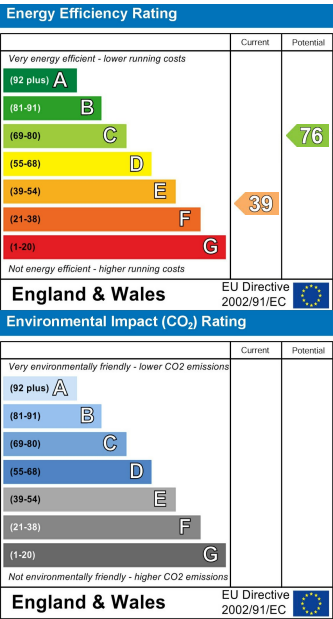 Energy Efficiency Rating
Current Potential
Very energy efficient - lower running costs
(92 plus) A
(81-91) B
(69-80) C
76
(55-68) D
(39-54) E
39
(21-38) F
(1-20) G
Not energy efficient - higher running costs
England & Wales
EU Directive
2002/91/EC
Environmental Impact (CO₂) Rating
Current Potential
Very environmentally friendly - lower CO2 emissions
(92 plus) A
(81-91) B
(69-80) C
(55-68) D
(39-54) E
(21-38) F
(1-20) G
Not environmentally friendly - higher CO2 emissions
England & Wales
EU Directive
2002/91/EC